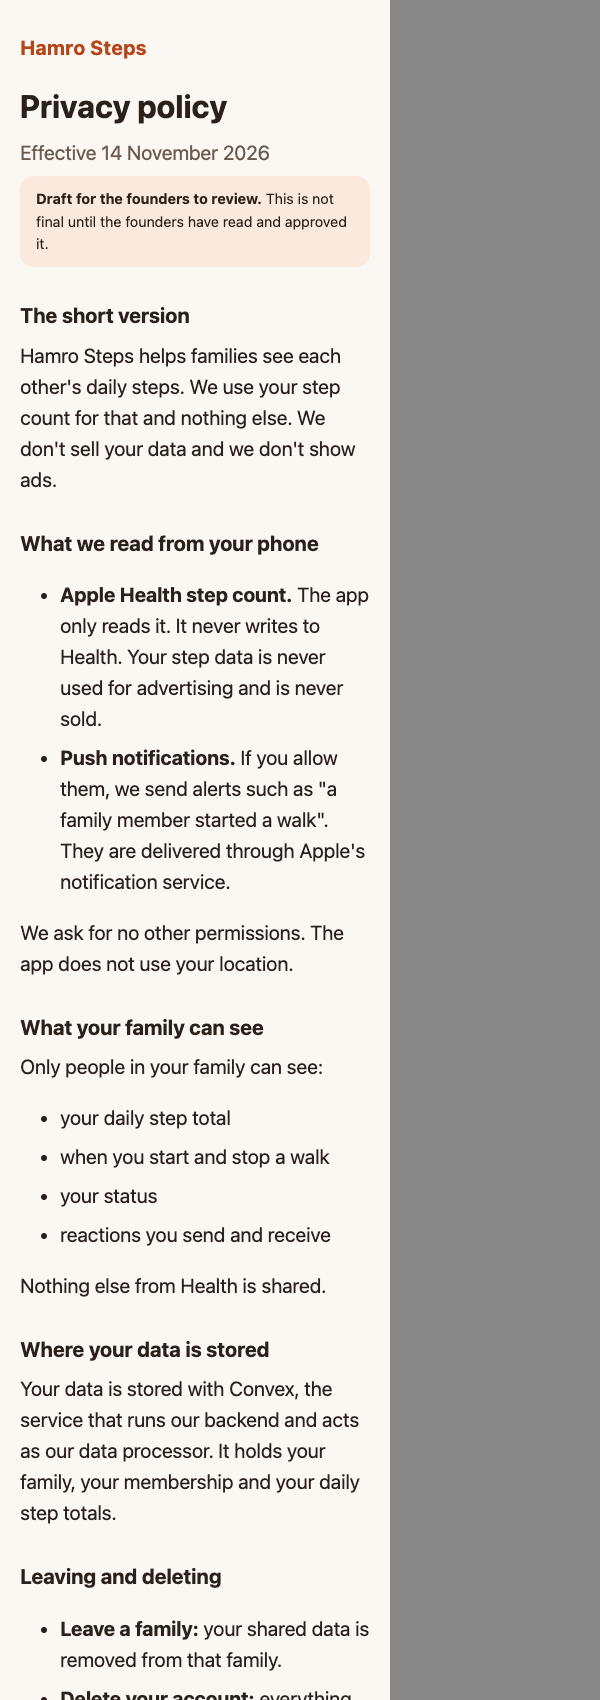 Hamro Steps
Privacy policy
Effective 14 November 2026
Draft for the founders to review. This is not
final until the founders have read and approved
it.
The short version
Hamro Steps helps families see each
other's daily steps. We use your step
count for that and nothing else. We
don't sell your data and we don't show
ads.
What we read from your phone
• Apple Health step count. The app
only reads it. It never writes to
Health. Your step data is never
used for advertising and is never
sold.
• Push notifications. If you allow
them, we send alerts such as "a
family member started a walk".
They are delivered through Apple's
notification service.
We ask for no other permissions. The
app does not use your location.
What your family can see
Only people in your family can see:
• your daily step total
• when you start and stop a walk
• your status
• reactions you send and receive
Nothing else from Health is shared.
Where your data is stored
Your data is stored with Convex, the
service that runs our backend and acts
as our data processor. It holds your
family, your membership and your daily
step totals.
Leaving and deleting
• Leave a family: your shared data is
removed from that family.
• Delete your account: everything